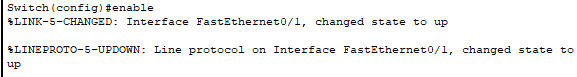 Switch(config)#enable
%LINK-5-CHANGED: Interface FastEthernet0/1, changed state to up
%LINEPROTO-5-UPDOWN: Line protocol on Interface FastEthernet0/1, changed state to
up